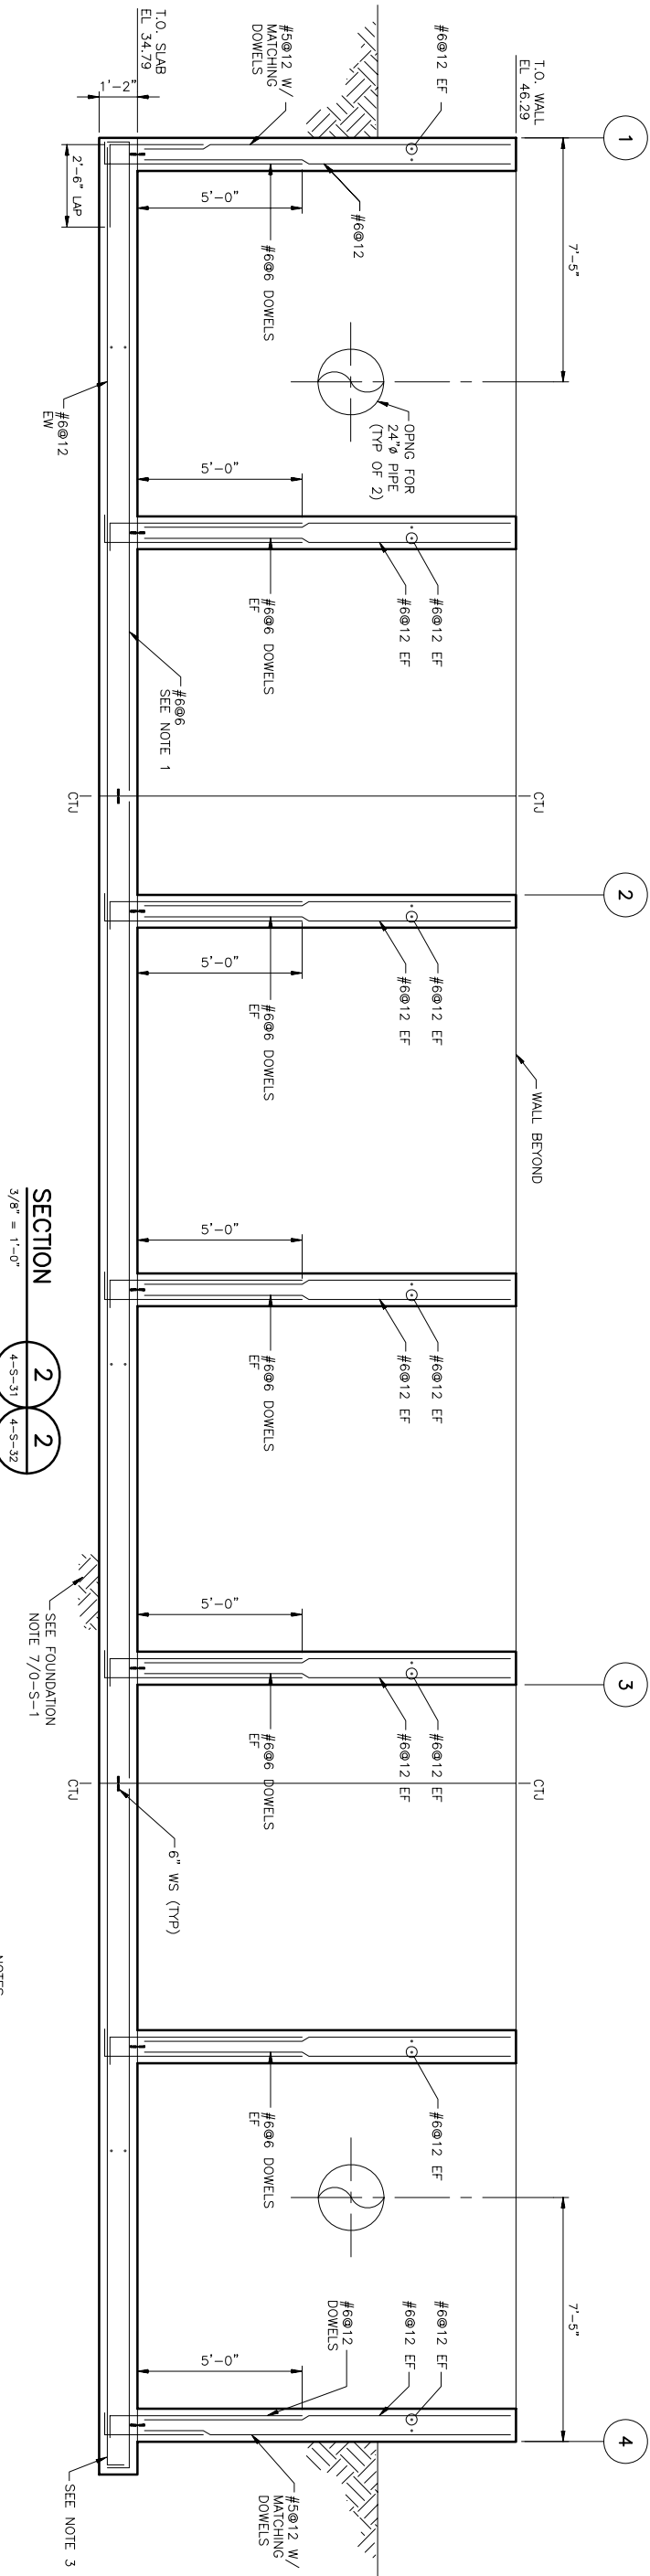 1
2
3
4
T.O. WALL
EL 46.29
7'-5"
7'-5"
CTJ
CTJ
WALL BEYOND
#6@12 EF
#5@12 W/
MATCHING
DOWELS
T.O. SLAB
EL 34.79
1'-2"
2'-6" LAP
5'-0"
#6@12
#6@6 DOWELS
OPNG FOR
24"ø PIPE
(TYP OF 2)
#6@12
EW
5'-0"
#6@12 EF
#6@12 EF
#6@6 DOWELS
EF
#6@6
SEE NOTE 1
CTJ
5'-0"
#6@12 EF
#6@12 EF
#6@6 DOWELS
EF
5'-0"
#6@12 EF
#6@12 EF
#6@6 DOWELS
EF
5'-0"
#6@12 EF
#6@12 EF
#6@6 DOWELS
EF
SEE FOUNDATION
NOTE 7/0-S-1
CTJ
6" WS (TYP)
#6@12 EF
#6@6 DOWELS
EF
5'-0"
#6@12 EF
#6@12 EF
#6@12
DOWELS
#5@12 W/
MATCHING
DOWELS
SEE NOTE 3
SECTION
3/8" = 1'-0"
2
4-S-31
2
4-S-32